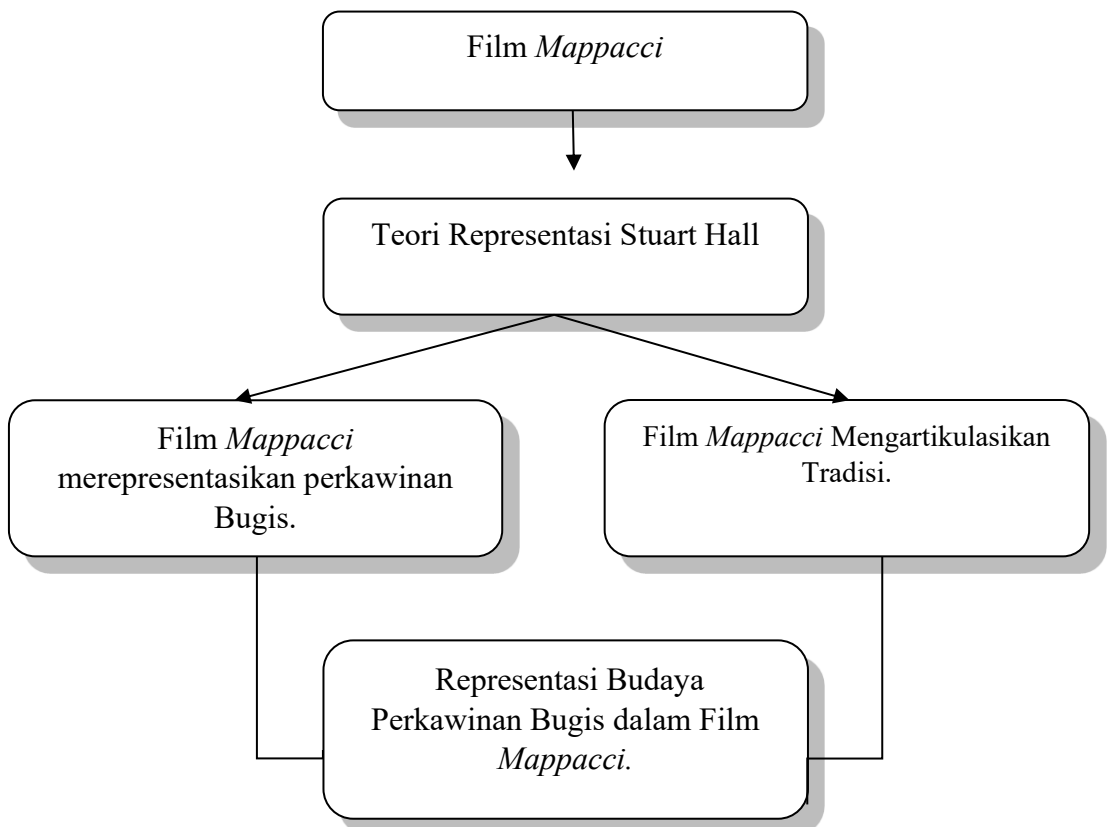 Film Mappacci
Teori Representasi Stuart Hall
Film Mappacci
merepresentasikan perkawinan
Bugis.
Film Mappacci Mengartikulasikan
Tradisi.
Representasi Budaya
Perkawinan Bugis dalam Film
Mappacci.